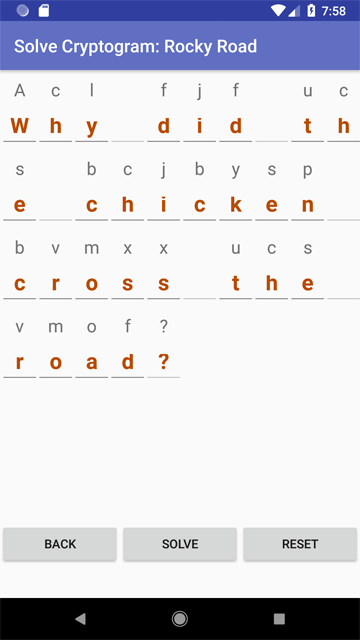 7:58
Solve Cryptogram: Rocky Road
A c l f j f u c
W h y d i d t h
s b c j b y s p
e c h i c k e n
b v m x x u c s
c r o s s t h e
v m o f ?
r o a d ?
BACK SOLVE RESET